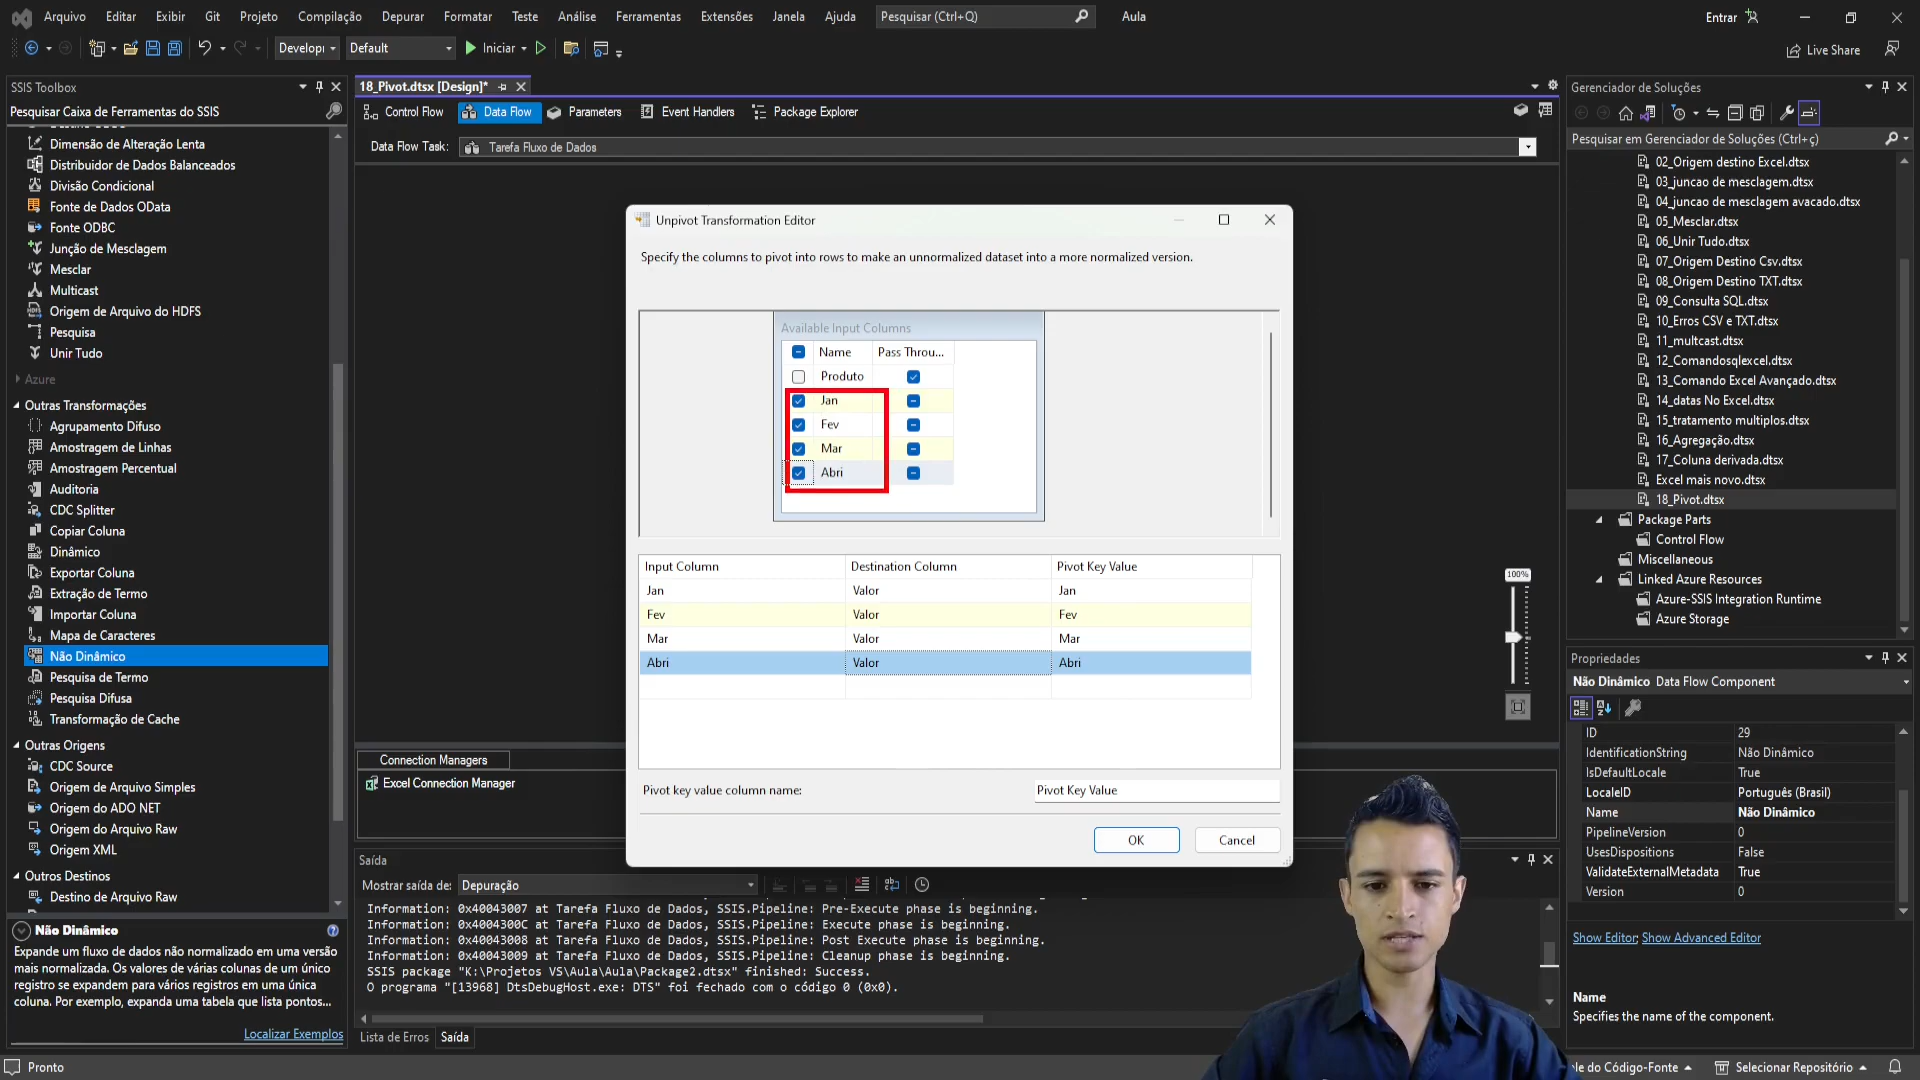 Arquivo Editar Exibir Git Projeto Compilação Depurar Formatar Teste Análise Ferramentas Extensões Janela Ajuda Pesquisar (Ctrl+Q) Aula Entrar
Develop Default Iniciar Live Share
SSIS Toolbox
Pesquisar Caixa de Ferramentas do SSIS
Dimensão de Alteração Lenta
Distribuidor de Dados Balanceados
Divisão Condicional
Fonte de Dados OData
Fonte ODBC
Junção de Mesclagem
Mesclar
Multicast
Origem de Arquivo do HDFS
Pesquisa
Unir Tudo
Azure
Outras Transformações
Agrupamento Difuso
Amostragem de Linhas
Amostragem Percentual
Auditoria
CDC Splitter
Copiar Coluna
Dinâmico
Exportar Coluna
Extração de Termo
Importar Coluna
Mapa de Caracteres
Não Dinâmico
Pesquisa de Termo
Pesquisa Difusa
Transformação de Cache
Outras Origens
CDC Source
Origem de Arquivo Simples
Origem do ADO NET
Origem do Arquivo Raw
Origem XML
Outros Destinos
Destino de Arquivo Raw
Não Dinâmico
Expande um fluxo de dados não normalizado em uma versão
mais normalizada. Os valores de várias colunas de um único
registro se expandem para vários registros em uma única
coluna. Por exemplo, expanda uma tabela que lista pontos...
Localizar Exemplos
18_Pivot.dtsx [Design]*
Control Flow Data Flow Parameters Event Handlers Package Explorer
Data Flow Task: Tarefa Fluxo de Dados
Unpivot Transformation Editor
Specify the columns to pivot into rows to make an unnormalized dataset into a more normalized version.
Available Input Columns
Name Pass Throu...
Produto
Jan
Fev
Mar
Abri
Input Column Destination Column Pivot Key Value
Jan Valor Jan
Fev Valor Fev
Mar Valor Mar
Abri Valor Abri
Pivot key value column name: Pivot Key Value
OK Cancel
100%
Connection Managers
Excel Connection Manager
Saída
Mostrar saída de: Depuração
Information: 0x40043007 at Tarefa Fluxo de Dados, SSIS.Pipeline: Pre-Execute phase is beginning.
Information: 0x4004300C at Tarefa Fluxo de Dados, SSIS.Pipeline: Execute phase is beginning.
Information: 0x40043008 at Tarefa Fluxo de Dados, SSIS.Pipeline: Post Execute phase is beginning.
Information: 0x40043009 at Tarefa Fluxo de Dados, SSIS.Pipeline: Cleanup phase is beginning.
SSIS package "K:\Projetos VS\Aula\Aula\Package2.dtsx" finished: Success.
O programa "[13968] DtsDebugHost.exe: DTS" foi fechado com o código 0 (0x0).
Lista de Erros Saída
Gerenciador de Soluções
Pesquisar em Gerenciador de Soluções (Ctrl+ç)
02_Origem destino Excel.dtsx
03_juncao de mesclagem.dtsx
04_juncao de mesclagem avacado.dtsx
05_Mesclar.dtsx
06_Unir Tudo.dtsx
07_Origem Destino Csv.dtsx
08_Origem Destino TXT.dtsx
09_Consulta SQL.dtsx
10_Erros CSV e TXT.dtsx
11_multcast.dtsx
12_Comandosqlexcel.dtsx
13_Comando Excel Avançado.dtsx
14_datas No Excel.dtsx
15_tratamento multiplos.dtsx
16_Agregação.dtsx
17_Coluna derivada.dtsx
Excel mais novo.dtsx
18_Pivot.dtsx
Package Parts
Control Flow
Miscellaneous
Linked Azure Resources
Azure-SSIS Integration Runtime
Azure Storage
Propriedades
Não Dinâmico Data Flow Component
ID 29
IdentificationString Não Dinâmico
IsDefaultLocale True
LocaleID Português (Brasil)
Name Não Dinâmico
PipelineVersion 0
UsesDispositions False
ValidateExternalMetadata True
Version 0
Show Editor; Show Advanced Editor
Name
Specifies the name of the component.
Pronto
le do Código-Fonte Selecionar Repositório